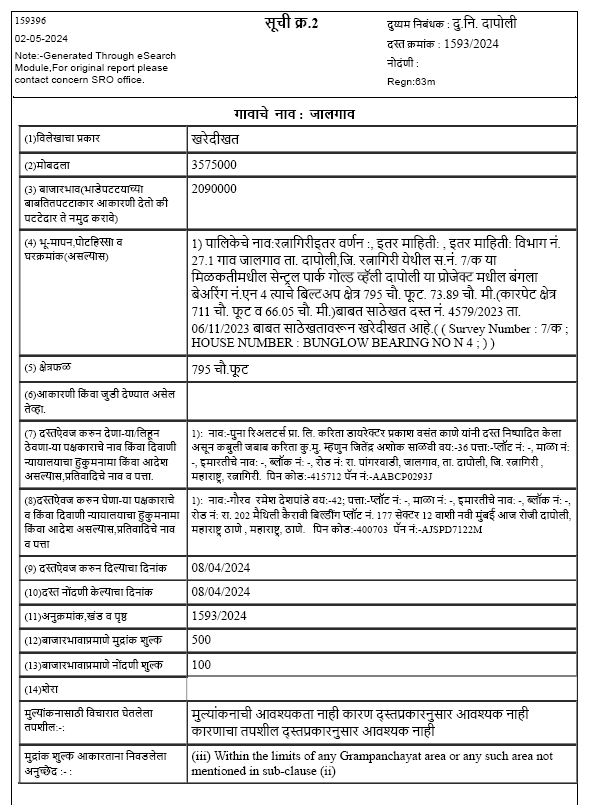 159396
02-05-2024
Note:-Generated Through eSearch
Module,For original report please
contact concern SRO office.
सूची क्र.2
दुय्यम निबंधक : दु.नि. दापोली
दस्त क्रमांक : 1593/2024
नोदंणी :
Regn:63m
गावाचे नाव : जालगाव
(1)विलेखाचा प्रकार
खरेदीखत
(2)मोबदला
3575000
(3) बाजारभाव(भाडेपटटयाच्या
बाबतितपटटाकार आकारणी देतो की
पटटेदार ते नमुद करावे)
2090000
(4) भू-मापन,पोटहिस्सा व
घरक्रमांक(असल्यास)
1) पालिकेचे नाव:रत्नागिरीइतर वर्णन :, इतर माहिती: , इतर माहिती: विभाग नं.
27.1 गाव जालगाव ता. दापोली,जि. रत्नागिरी येथील स.नं. 7/क या
मिळकतीमधील सेन्ट्रल पार्क गोल्ड व्हॅली दापोली या प्रोजेक्ट मधील बंगला
बेअरिंग नं.एन 4 त्याचे बिल्टअप क्षेत्र 795 चौ. फूट. 73.89 चौ. मी.(कारपेट क्षेत्र
711 चौ. फूट व 66.05 चौ. मी.)बाबत साठेखत दस्त नं. 4579/2023 ता.
06/11/2023 बाबत साठेखतावरून खरेदीखत आहे.( ( Survey Number : 7/क ;
HOUSE NUMBER : BUNGLOW BEARING NO N 4 ; ) )
(5) क्षेत्रफळ
795 चौ.फूट
(6)आकारणी किंवा जुडी देण्यात असेल
तेव्हा.
(7) दस्तऐवज करुन देणा-या/लिहून
ठेवणा-या पक्षकाराचे नाव किंवा दिवाणी
न्यायालयाचा हुकुमनामा किंवा आदेश
असल्यास,प्रतिवादिचे नाव व पत्ता.
1): नाव:-पुना रिअलटर्स प्रा. लि. करिता डायरेक्टर प्रकाश वसंत काणे यांनी दस्त निष्पादित केला
असून कबुली जबाब करिता कु.मु. म्हणुन जितेंद्र अशोक साळवी वय:-36 पत्ता:-प्लॉट नं: -, माळा नं:
-, इमारतीचे नाव: -, ब्लॉक नं: -, रोड नं: रा. पांगरवाडी, जालगाव, ता. दापोली, जि. रत्नागिरी ,
महाराष्ट्र, रत्नागिरी. पिन कोड:-415712 पॅन नं:-AABCP0293J
(8)दस्तऐवज करुन घेणा-या पक्षकाराचे
व किंवा दिवाणी न्यायालयाचा हुकुमनामा
किंवा आदेश असल्यास,प्रतिवादिचे नाव
व पत्ता
1): नाव:-गौरव रमेश देशपांडे वय:-42; पत्ता:-प्लॉट नं: -, माळा नं: -, इमारतीचे नाव: -, ब्लॉक नं: -,
रोड नं: रा. 202 मैथिली कैरावी बिल्डींग प्लॉट नं. 177 सेक्टर 12 वाशी नवी मुंबई आज रोजी दापोली,
महाराष्ट्र ठाणे , महाराष्ट्र, ठाणे. पिन कोड:-400703 पॅन नं:-AJSPD7122M
(9) दस्तऐवज करुन दिल्याचा दिनांक
08/04/2024
(10)दस्त नोंदणी केल्याचा दिनांक
08/04/2024
(11)अनुक्रमांक,खंड व पृष्ठ
1593/2024
(12)बाजारभावाप्रमाणे मुद्रांक शुल्क
500
(13)बाजारभावाप्रमाणे नोंदणी शुल्क
100
(14)शेरा
मुल्यांकनासाठी विचारात घेतलेला
तपशील:-:
मुल्यांकनाची आवश्यकता नाही कारण द्स्तप्रकारनुसार आवश्यक नाही
कारणाचा तपशील द्स्तप्रकारनुसार आवश्यक नाही
मुद्रांक शुल्क आकारताना निवडलेला
अनुच्छेद :- :
(iii) Within the limits of any Grampanchayat area or any such area not
mentioned in sub-clause (ii)